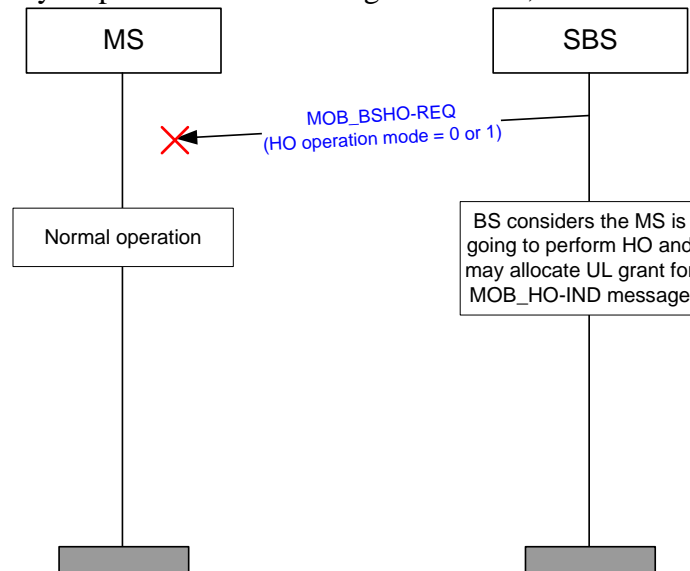 MS
SBS
MOB_BSHO-REQ
(HO operation mode = 0 or 1)
Normal operation
BS considers the MS is
going to perform HO and
may allocate UL grant for
MOB_HO-IND message